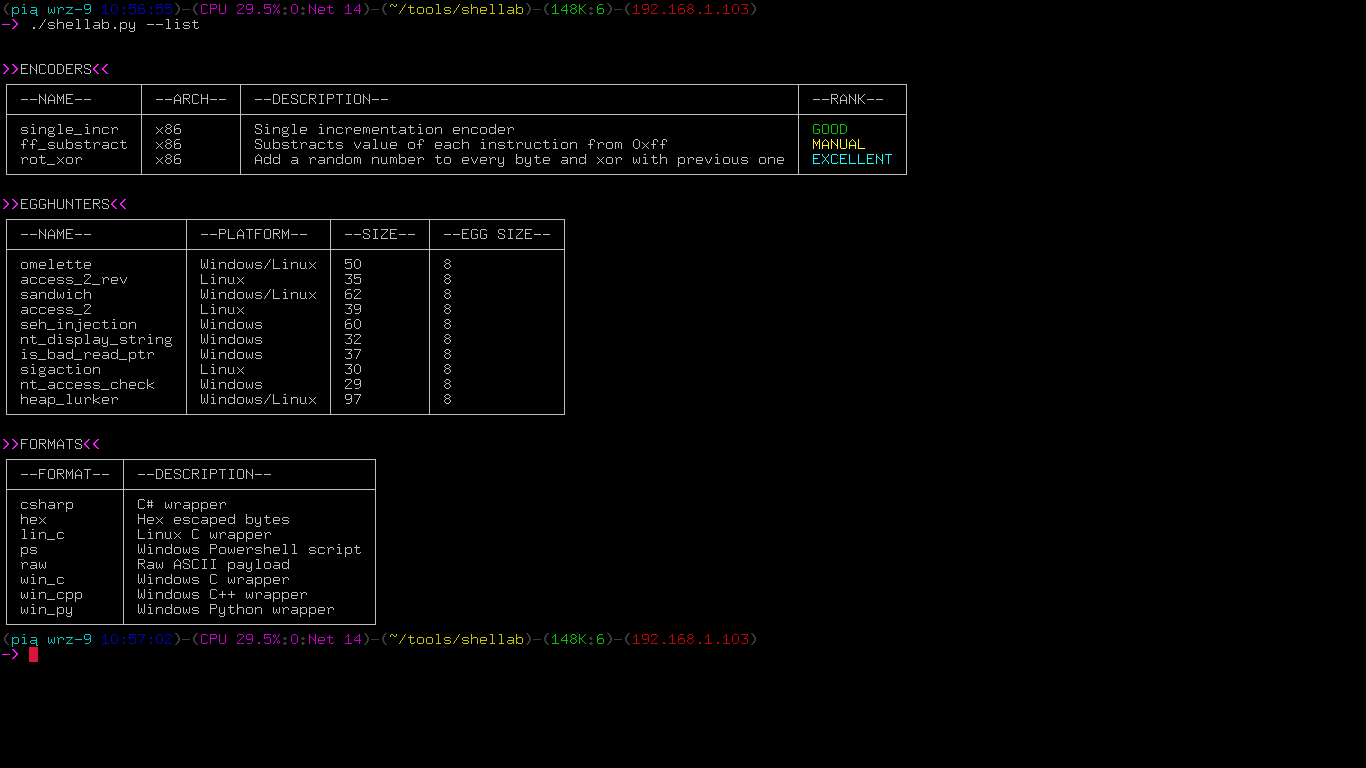 (pią wrz-9 10:56:55)-(CPU 29.5%:0:Net 14)-(~/tools/shellab)-(148K:6)-(192.168.1.103)
-> ./shellab.py --list
>>ENCODERS<<
--NAME-- --ARCH-- --DESCRIPTION-- --RANK--
single_incr x86 Single incrementation encoder GOOD
ff_substract x86 Substracts value of each instruction from 0xff MANUAL
rot_xor x86 Add a random number to every byte and xor with previous one EXCELLENT
>>EGGHUNTERS<<
--NAME-- --PLATFORM-- --SIZE-- --EGG SIZE--
omelette Windows/Linux 50 8
access_2_rev Linux 35 8
sandwich Windows/Linux 62 8
access_2 Linux 39 8
seh_injection Windows 60 8
nt_display_string Windows 32 8
is_bad_read_ptr Windows 37 8
sigaction Linux 30 8
nt_access_check Windows 29 8
heap_lurker Windows/Linux 97 8
>>FORMATS<<
--FORMAT-- --DESCRIPTION--
csharp C# wrapper
hex Hex escaped bytes
lin_c Linux C wrapper
ps Windows Powershell script
raw Raw ASCII payload
win_c Windows C wrapper
win_cpp Windows C++ wrapper
win_py Windows Python wrapper
(pią wrz-9 10:57:02)-(CPU 29.5%:0:Net 14)-(~/tools/shellab)-(148K:6)-(192.168.1.103)
->